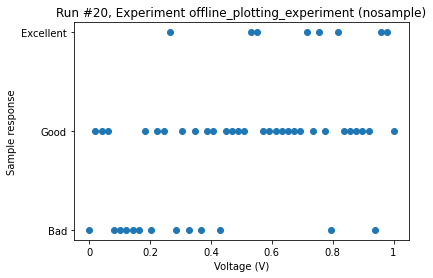 Run #20, Experiment offline_plotting_experiment (nosample)
Excellent
Good
Bad
Sample response
0
0.2
0.4
0.6
0.8
1
Voltage (V)